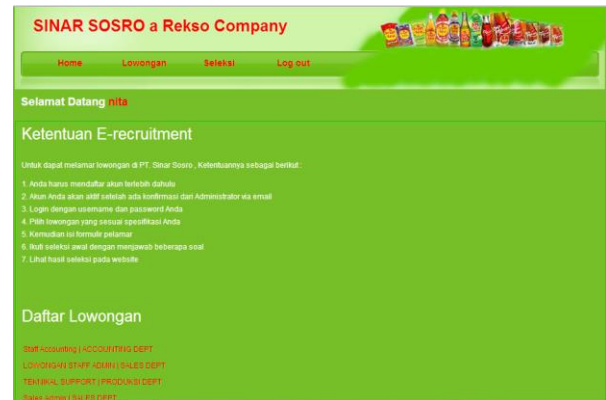 SINAR SOSRO a Rekso Company
Home Lowongan Seleksi Log out
Selamat Datang nita
Ketentuan E-recruitment
Untuk dapat melamar lowongan di PT. Sinar Sosro , Ketentuannya sebagai berikut :
1. Anda harus mendaftar akun terlebih dahulu
2. Akun Anda akan aktif setelah ada konfirmasi dari Administrator via email
3. Login dengan username dan password Anda
4. Pilih lowongan yang sesuai spesifikasi Anda
5. Kemudian isi formulir pelamar
6. Ikuti seleksi awal dengan menjawab beberapa soal
7. Lihat hasil seleksi pada website
Daftar Lowongan
Staff Accounting | ACCOUNTING DEPT
LOWONGAN STAFF ADMIN | SALES DEPT
TEKNIKAL SUPPORT | PRODUKSI DEPT
Sales Admin | SALES DEPT